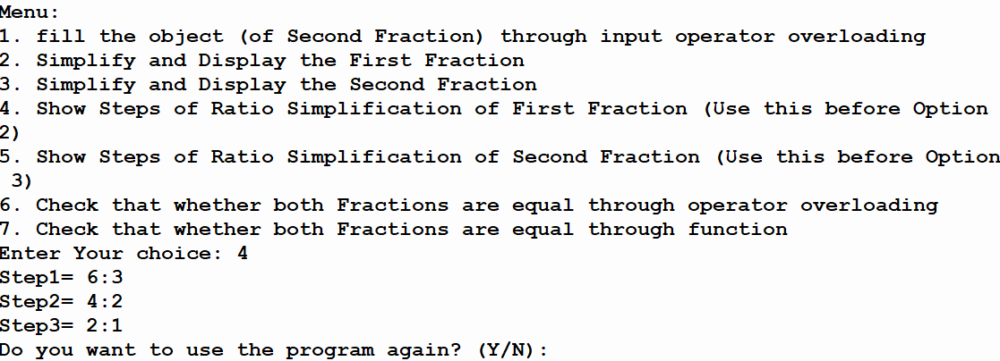 Menu:
1. fill the object (of Second Fraction) through input operator overloading
2. Simplify and Display the First Fraction
3. Simplify and Display the Second Fraction
4. Show Steps of Ratio Simplification of First Fraction (Use this before Option
2)
5. Show Steps of Ratio Simplification of Second Fraction (Use this before Option
3)
6. Check that whether both Fractions are equal through operator overloading
7. Check that whether both Fractions are equal through function
Enter Your choice: 4
Step1= 6:3
Step2= 4:2
Step3= 2:1
Do you want to use the program again? (Y/N):